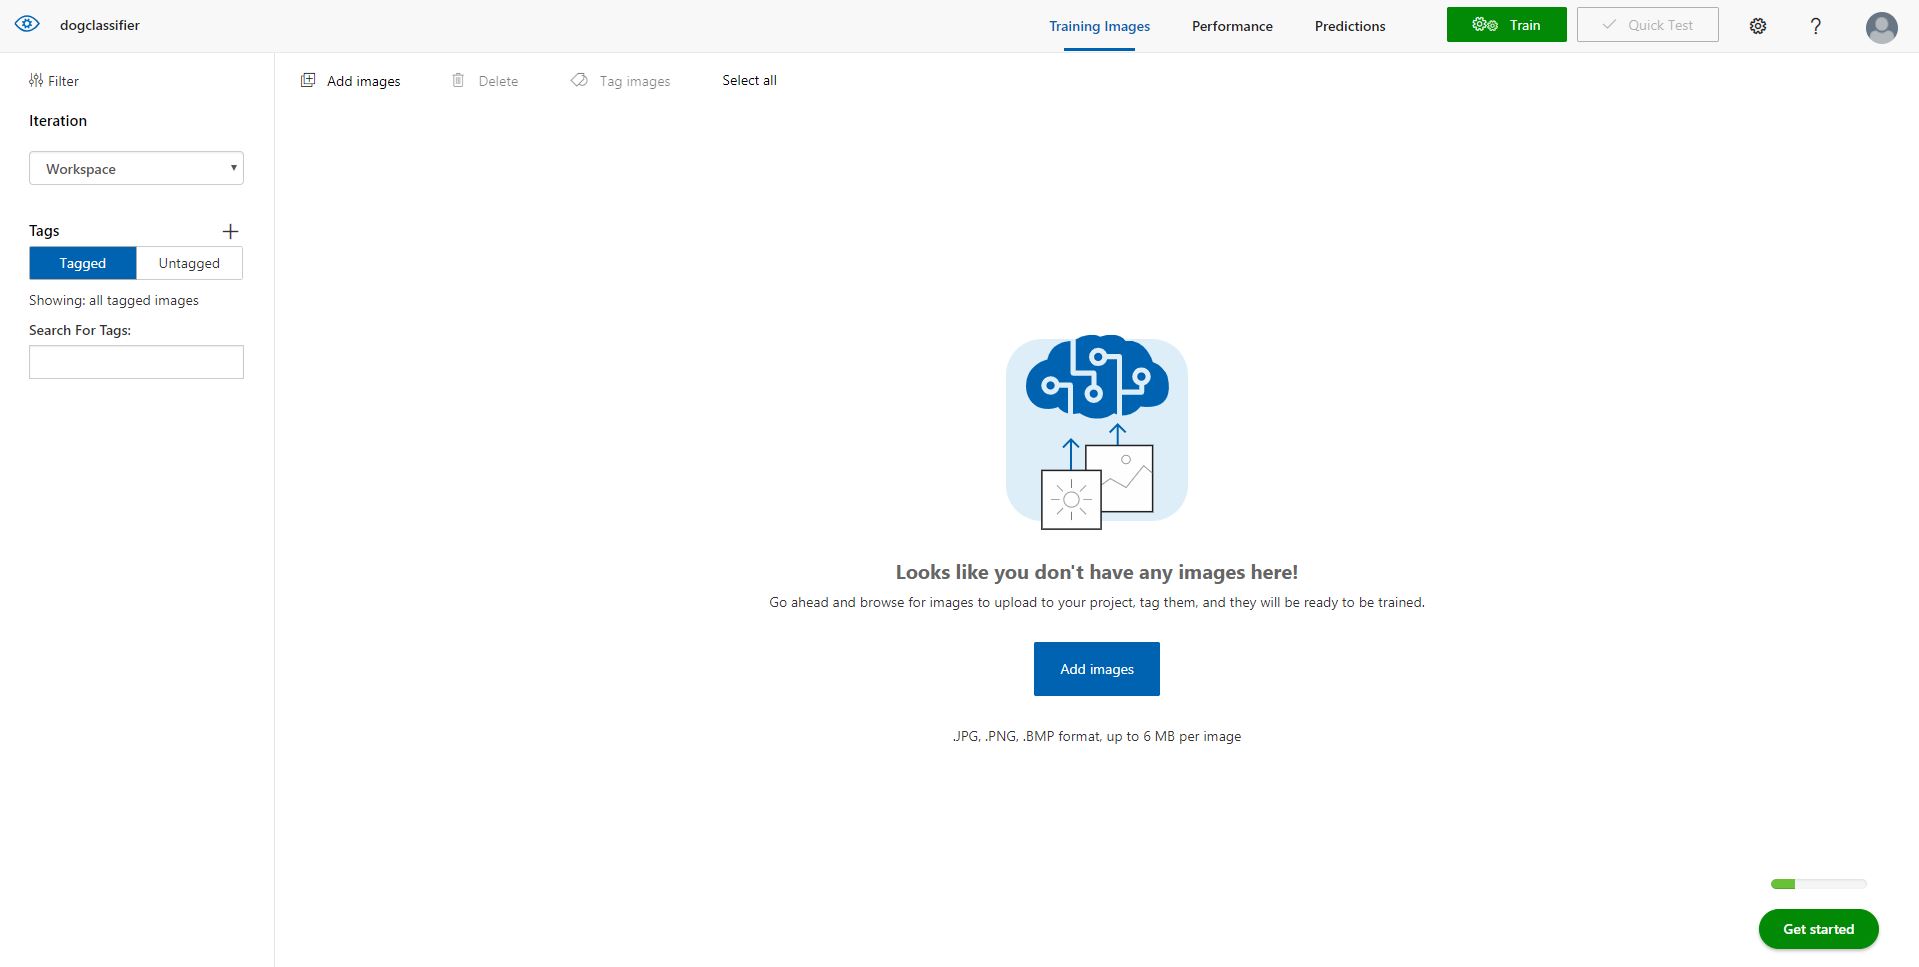 dogclassifier
Training Images
Performance
Predictions
Train
Quick Test
?
Filter
Iteration
Workspace
Tags
Tagged
Untagged
Showing: all tagged images
Search For Tags:
Add images
Delete
Tag images
Select all
Looks like you don't have any images here!
Go ahead and browse for images to upload to your project, tag them, and they will be ready to be trained.
Add images
.JPG, .PNG, .BMP format, up to 6 MB per image
Get started